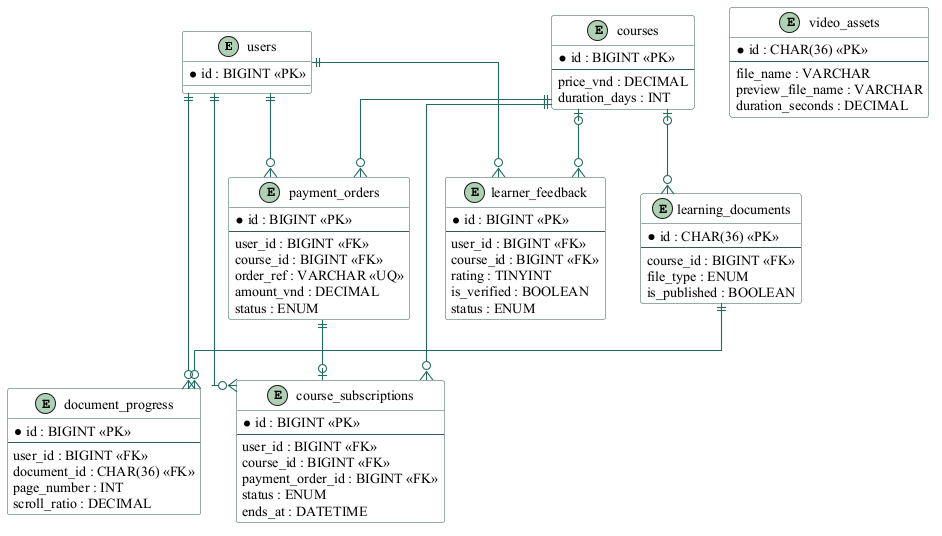 E users
● id : BIGINT «PK»
E courses
● id : BIGINT «PK»
price_vnd : DECIMAL
duration_days : INT
E video_assets
● id : CHAR(36) «PK»
file_name : VARCHAR
preview_file_name : VARCHAR
duration_seconds : DECIMAL
E payment_orders
● id : BIGINT «PK»
user_id : BIGINT «FK»
course_id : BIGINT «FK»
order_ref : VARCHAR «UQ»
amount_vnd : DECIMAL
status : ENUM
E learner_feedback
● id : BIGINT «PK»
user_id : BIGINT «FK»
course_id : BIGINT «FK»
rating : TINYINT
is_verified : BOOLEAN
status : ENUM
E learning_documents
● id : CHAR(36) «PK»
course_id : BIGINT «FK»
file_type : ENUM
is_published : BOOLEAN
E document_progress
● id : BIGINT «PK»
user_id : BIGINT «FK»
document_id : CHAR(36) «FK»
page_number : INT
scroll_ratio : DECIMAL
E course_subscriptions
● id : BIGINT «PK»
user_id : BIGINT «FK»
course_id : BIGINT «FK»
payment_order_id : BIGINT «FK»
status : ENUM
ends_at : DATETIME